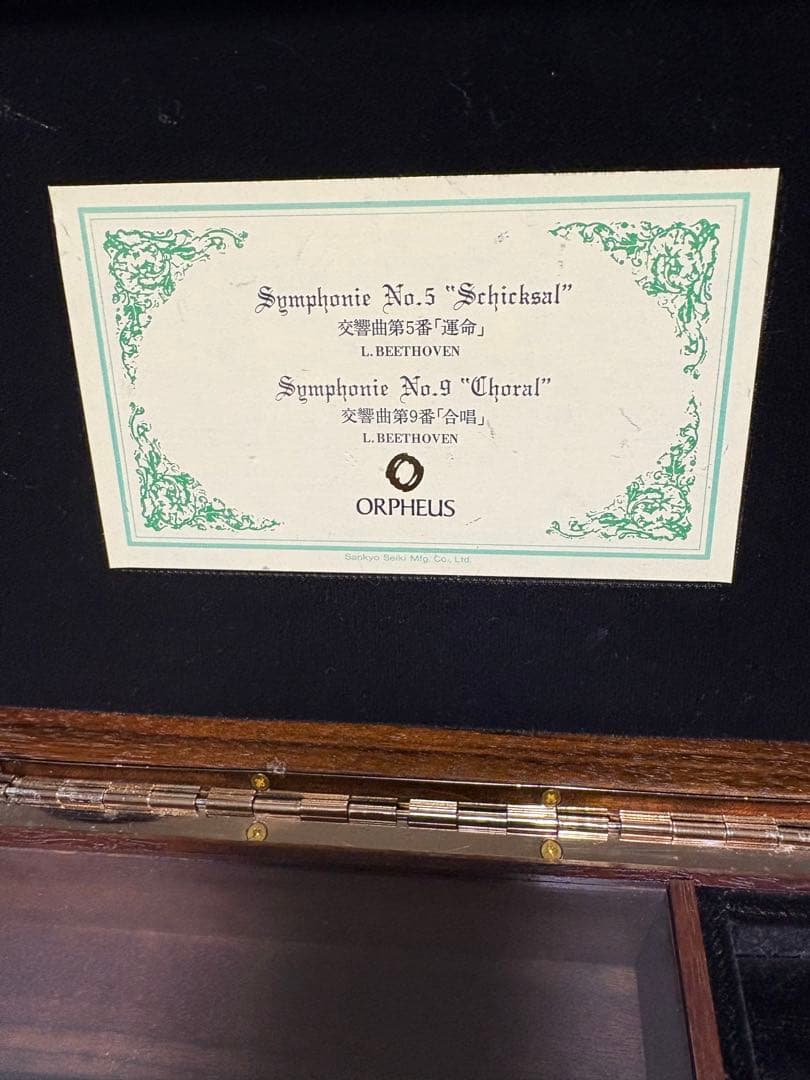 Symphonie No.5 "Schicksal"
交響曲第5番「運命」
L. BEETHOVEN
Symphonie No.9 "Choral"
交響曲第9番「合唱」
L. BEETHOVEN
ORPHEUS
Sankyo Seiki Mfg. Co., Ltd.